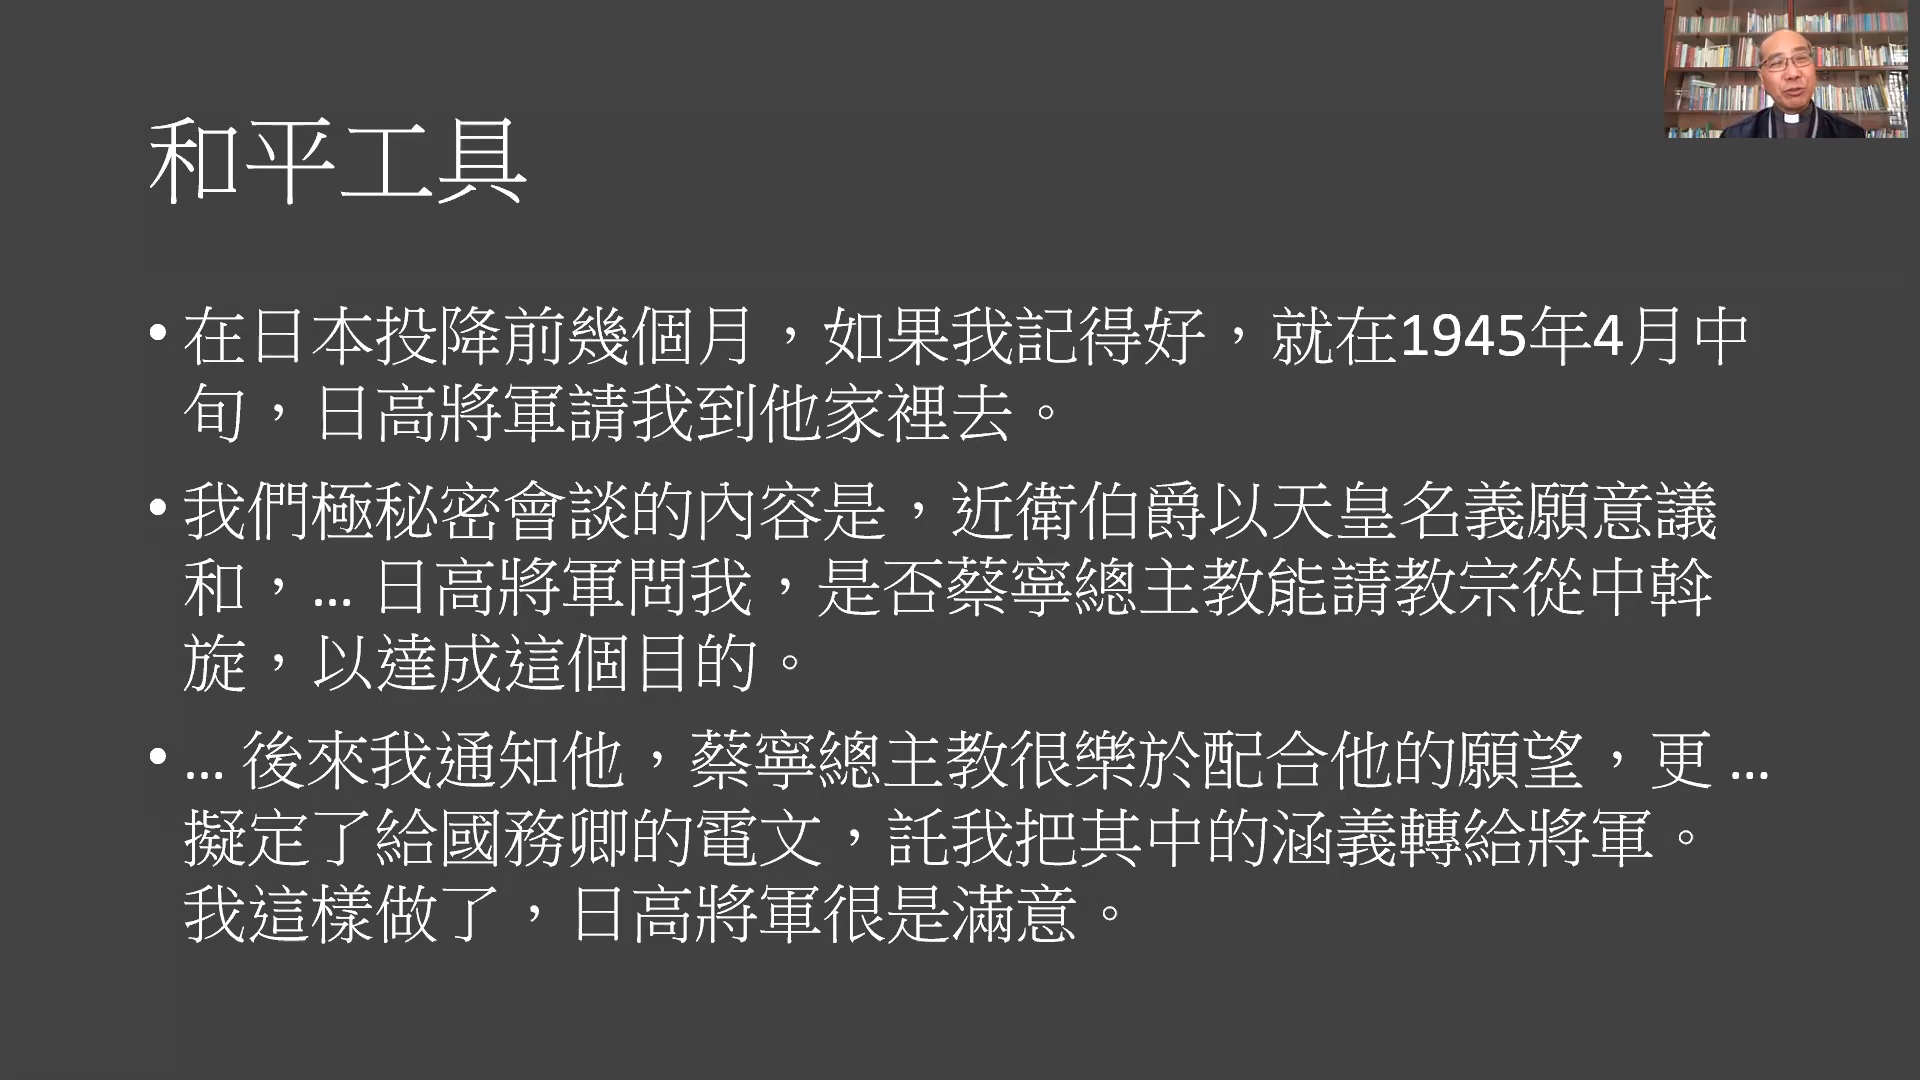 和平工具
• 在日本投降前幾個月，如果我記得好，就在1945年4月中
旬，日高將軍請我到他家裡去。
• 我們極秘密會談的內容是，近衛伯爵以天皇名義願意議
和，... 日高將軍問我，是否蔡寧總主教能請教宗從中斡
旋，以達成這個目的。
• ... 後來我通知他，蔡寧總主教很樂於配合他的願望，更 ...
擬定了給國務卿的電文，託我把其中的涵義轉給將軍。
我這樣做了，日高將軍很是滿意。